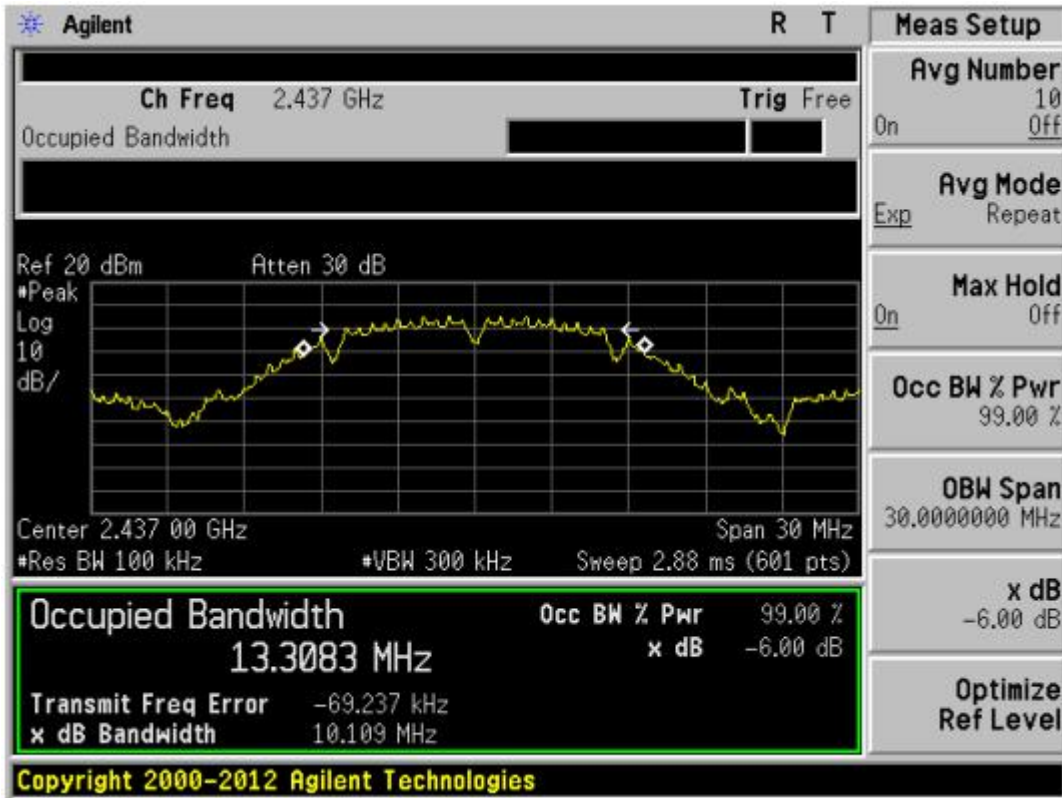 Agilent R T
Ch Freq 2.437 GHz Trig Free
Occupied Bandwidth
Ref 20 dBm Atten 30 dB
#Peak
Log
10
dB/
Center 2.437 00 GHz Span 30 MHz
#Res BW 100 kHz #VBW 300 kHz Sweep 2.88 ms (601 pts)
Occupied Bandwidth Occ BW % Pwr 99.00 %
13.3083 MHz x dB -6.00 dB
Transmit Freq Error -69.237 kHz
x dB Bandwidth 10.109 MHz
Copyright 2000-2012 Agilent Technologies
Meas Setup
Avg Number
10
On Off
Avg Mode
Exp Repeat
Max Hold
On Off
Occ BW % Pwr
99.00 %
OBW Span
30.0000000 MHz
x dB
-6.00 dB
Optimize
Ref Level